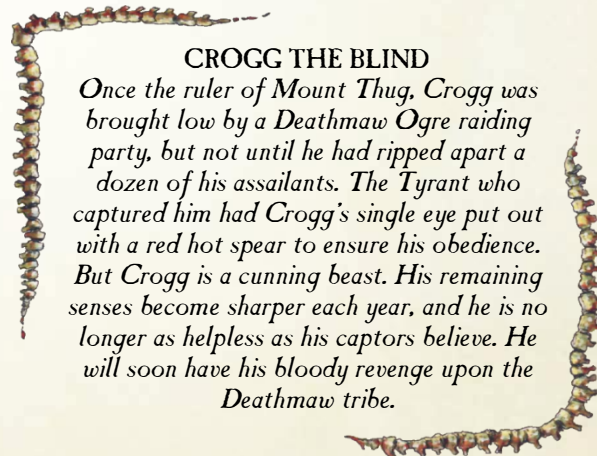 CROGG THE BLIND
Once the ruler of Mount Thug, Crogg was
brought low by a Deathmaw Ogre raiding
party, but not until he had ripped apart a
dozen of his assailants. The Tyrant who
captured him had Crogg's single eye put out
with a red hot spear to ensure his obedience.
But Crogg is a cunning beast. His remaining
senses become sharper each year, and he is no
longer as helpless as his captors believe. He
will soon have his bloody revenge upon the
Deathmaw tribe.